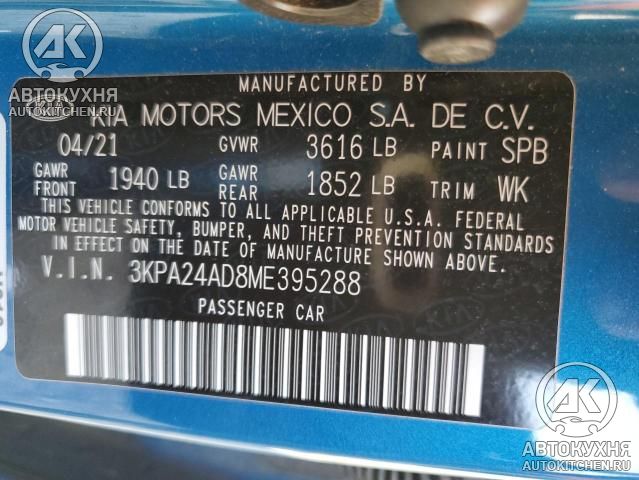 АК
АВТОКУХНЯ
AUTOKITCHEN.RU
MANUFACTURED BY
KIA MOTORS MEXICO S.A. DE C.V.
04/21 GVWR 3616 LB PAINT SPB
GAWR FRONT 1940 LB GAWR REAR 1852 LB TRIM WK
THIS VEHICLE CONFORMS TO ALL APPLICABLE U.S.A. FEDERAL
MOTOR VEHICLE SAFETY, BUMPER, AND THEFT PREVENTION STANDARDS
IN EFFECT ON THE DATE OF MANUFACTURE SHOWN ABOVE.
V.I.N. 3KPA24AD8ME395288
PASSENGER CAR
АК
АВТОКУХНЯ
AUTOKITCHEN.RU